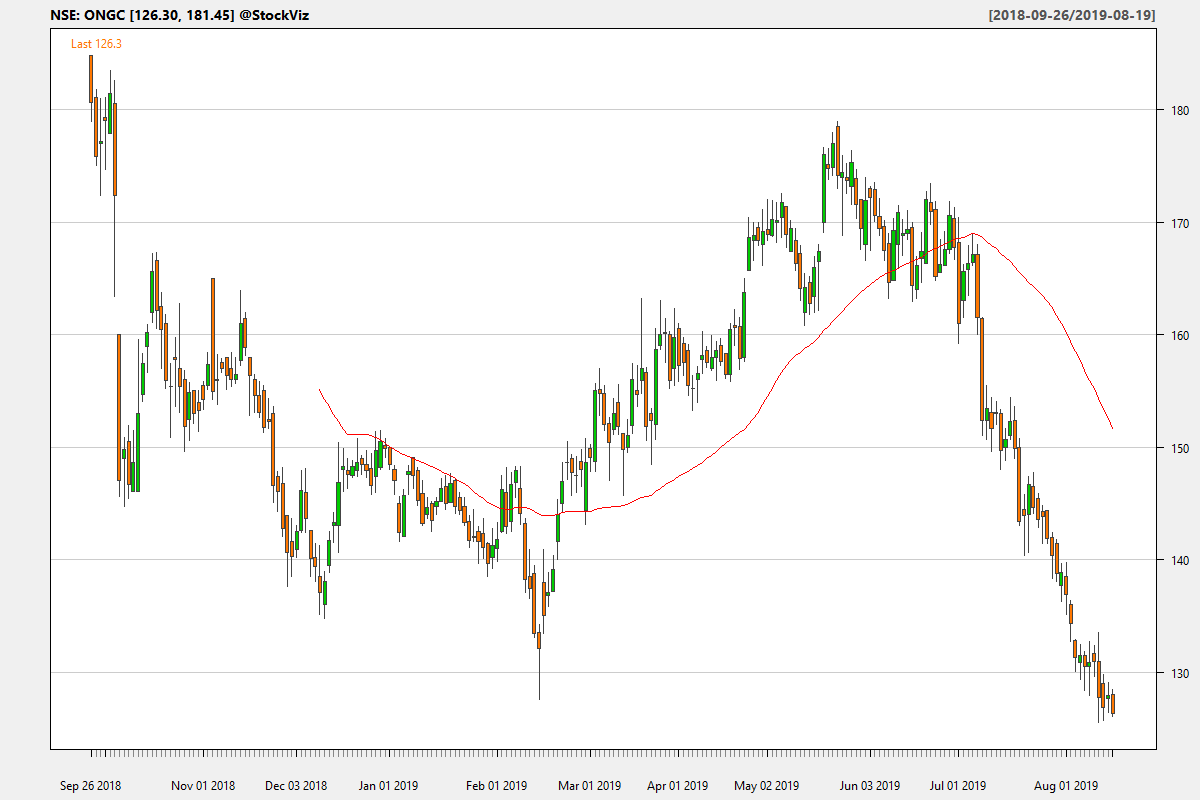 NSE: ONGC [126.30, 181.45] @StockViz
[2018-09-26/2019-08-19]
Last 126.3
180
170
160
150
140
130
Sep 26 2018
Nov 01 2018
Dec 03 2018
Jan 01 2019
Feb 01 2019
Mar 01 2019
Apr 01 2019
May 02 2019
Jun 03 2019
Jul 01 2019
Aug 01 2019